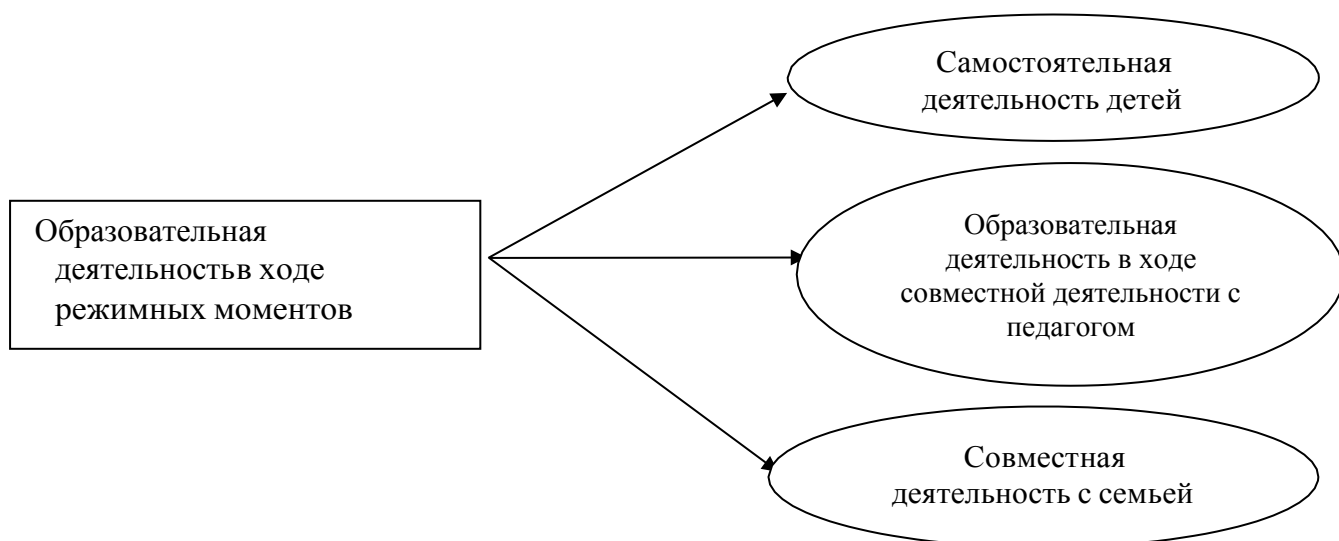 Самостоятельная
деятельность детей
Образовательная
деятельностьв ходе
режимных моментов
Образовательная
деятельность в ходе
совместной деятельности с
педагогом
Совместная
деятельность с семьей